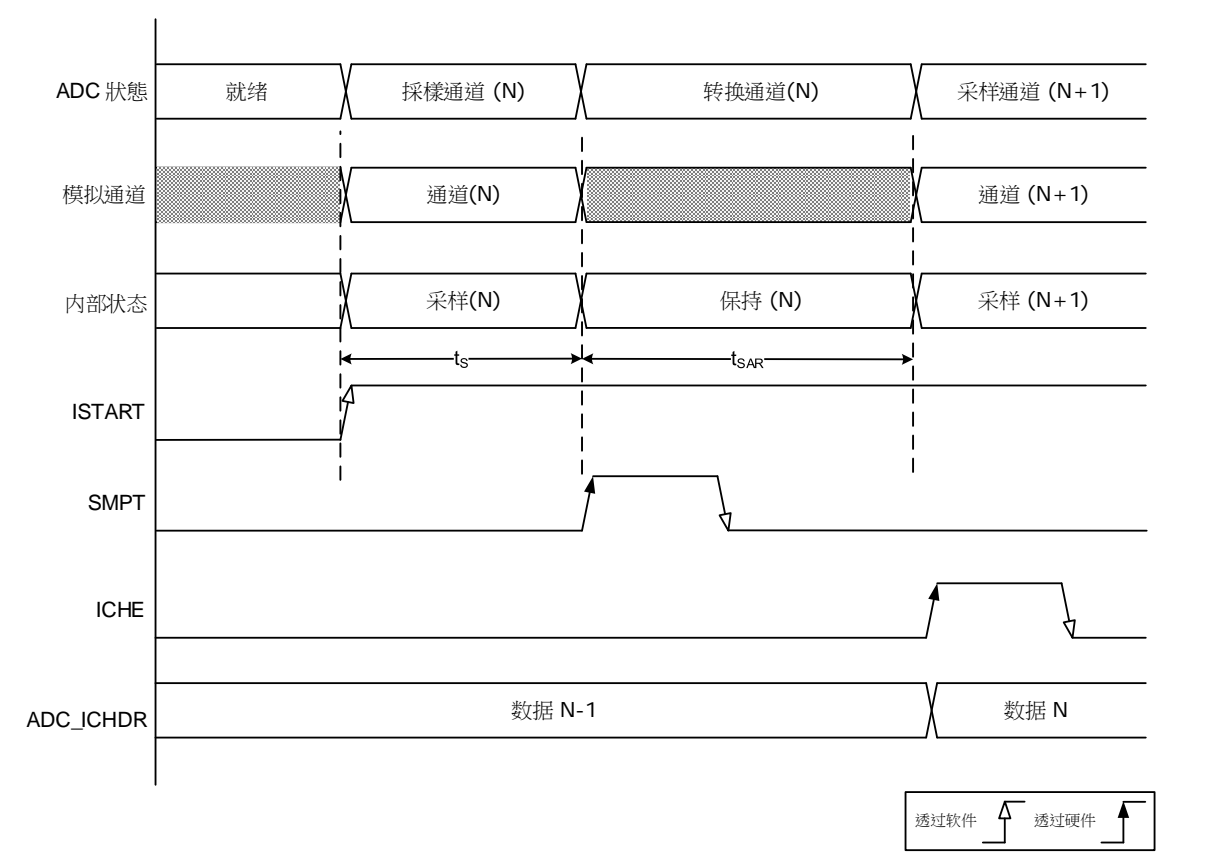 ADC 狀態
就绪
採樣通道 (N)
转换通道(N)
采样通道 (N+1)
模拟通道
通道(N)
通道 (N+1)
内部状态
采样(N)
保持 (N)
采样 (N+1)
tS
tSAR
ISTART
SMPT
ICHE
ADC_ICHDR
数据 N-1
数据 N
透过软件
透过硬件